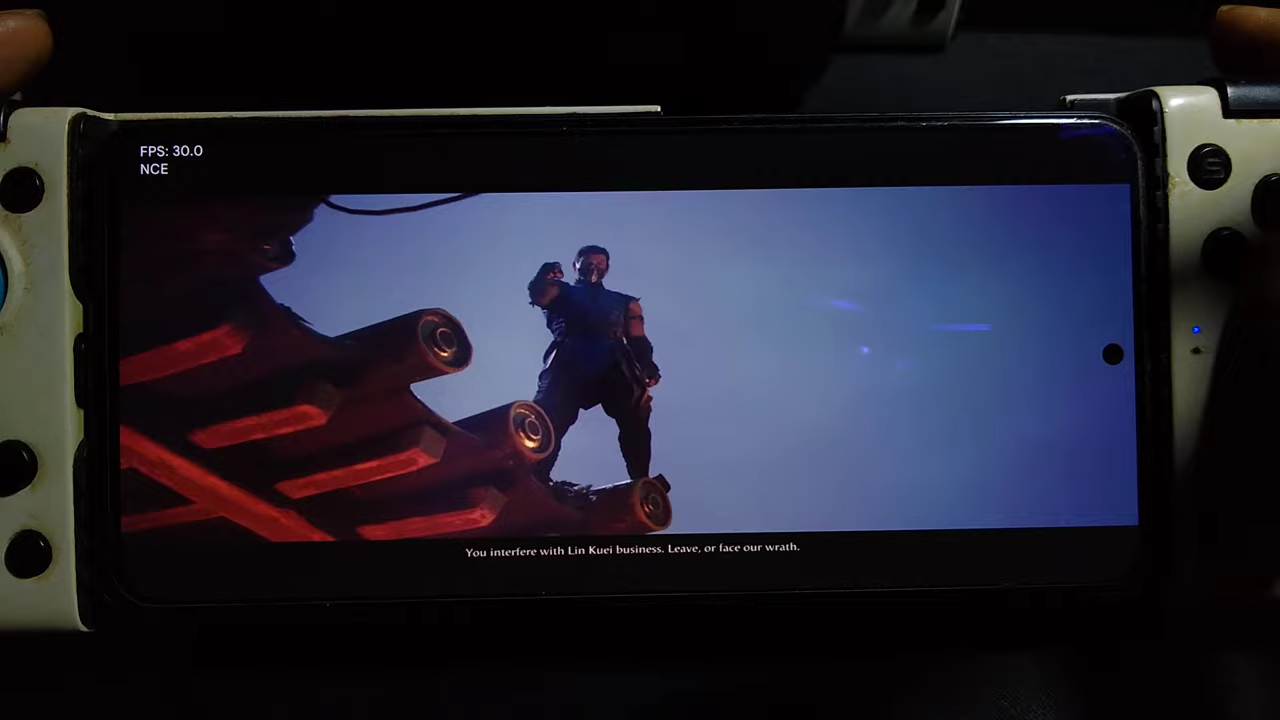 FPS: 30.0
NCE
You interfere with Lin Kuei business. Leave, or face our wrath.